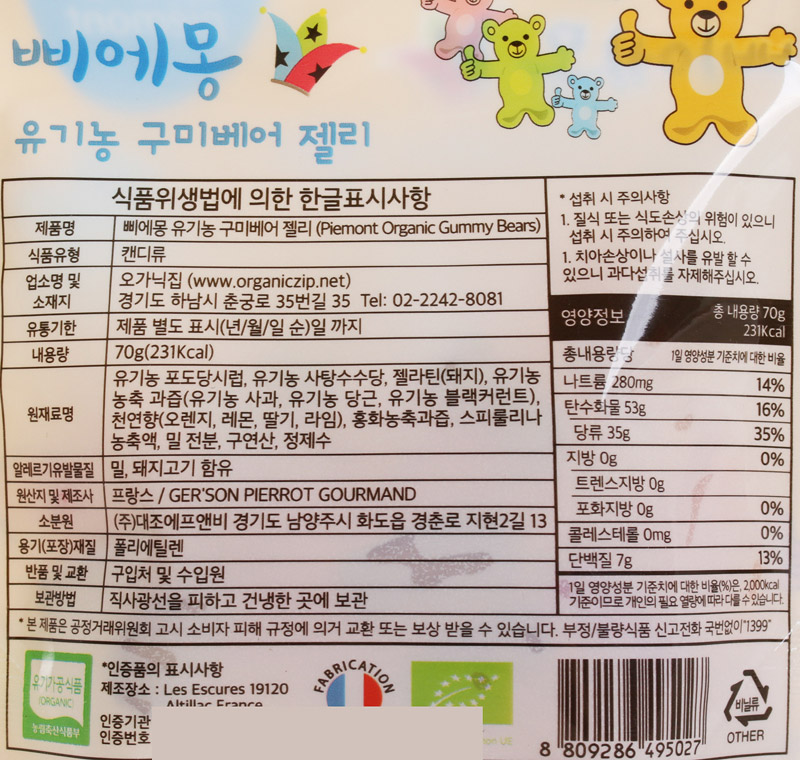 삐에몽
유기농 구미베어 젤리
식품위생법에 의한 한글표시사항
제품명 삐에몽 유기농 구미베어 젤리 (Piemont Organic Gummy Bears)
식품유형 캔디류
업소명 및 소재지 오가닉집 (www.organiczip.net)
경기도 하남시 춘궁로 35번길 35 Tel: 02-2242-8081
유통기한 제품 별도 표시(년/월/일 순)일 까지
내용량 70g(231Kcal)
원재료명 유기농 포도당시럽, 유기농 사탕수수당, 젤라틴(돼지), 유기농
농축 과즙(유기농 사과, 유기농 당근, 유기농 블랙커런트),
천연향(오렌지, 레몬, 딸기, 라임), 홍화농축과즙, 스피룰리나
농축액, 밀 전분, 구연산, 정제수
알레르기유발물질 밀, 돼지고기 함유
원산지 및 제조사 프랑스 / GER'SON PIERROT GOURMAND
소분원 (주)대조에프앤비 경기도 남양주시 화도읍 경춘로 지현2길 13
용기(포장)재질 폴리에틸렌
반품 및 교환 구입처 및 수입원
보관방법 직사광선을 피하고 건냉한 곳에 보관
* 섭취 시 주의사항
1. 질식 또는 식도손상의 위험이 있으니
섭취 시 주의하여 주십시오.
1. 치아손상이나 설사를 유발 할 수
있으니 과다섭취를 자제해주십시오.
영양정보 총 내용량 70g
231Kcal
총내용량당 1일 영양성분 기준치에 대한 비율
나트륨 280mg 14%
탄수화물 53g 16%
당류 35g 35%
지방 0g 0%
트렌스지방 0g
포화지방 0g 0%
콜레스테롤 0mg 0%
단백질 7g 13%
1일 영양성분 기준치에 대한 비율(%)은, 2,000kcal
기준이므로 개인의 필요 열량에 따라 다를 수 있습니다.
* 본 제품은 공정거래위원회 고시 소비자 피해 규정에 의거 교환 또는 보상 받을 수 있습니다. 부정/불량식품 신고전화 국번없이"1399"
유기가공식품
(ORGANIC)
농림축산식품부
*인증품의 표시사항
제조장소 : Les Escures 19120
Altillac France
인증기관
인증번호
FABRICATION
8 809286 495027
비닐류
OTHER